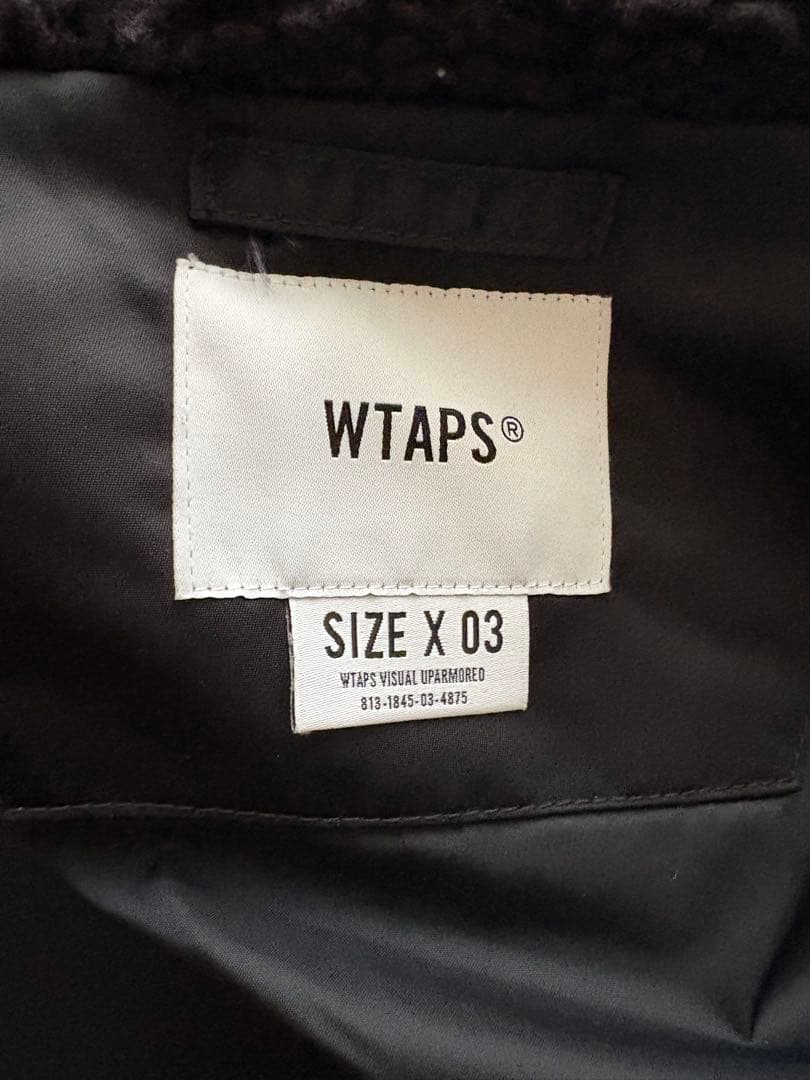 WTAPS®
SIZE X 03
WTAPS VISUAL UPARMORED
813-1845-03-4875